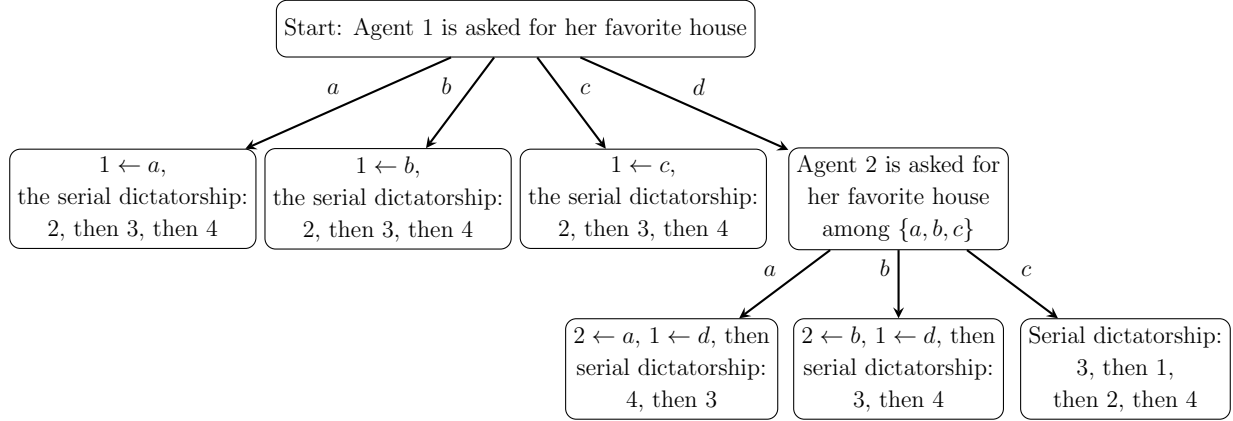 Start: Agent 1 is asked for her favorite house
a
b
c
d
1 ← a,
the serial dictatorship:
2, then 3, then 4
1 ← b,
the serial dictatorship:
2, then 3, then 4
1 ← c,
the serial dictatorship:
2, then 3, then 4
Agent 2 is asked for
her favorite house
among {a, b, c}
a
b
c
2 ← a, 1 ← d, then
serial dictatorship:
4, then 3
2 ← b, 1 ← d, then
serial dictatorship:
3, then 4
Serial dictatorship:
3, then 1,
then 2, then 4